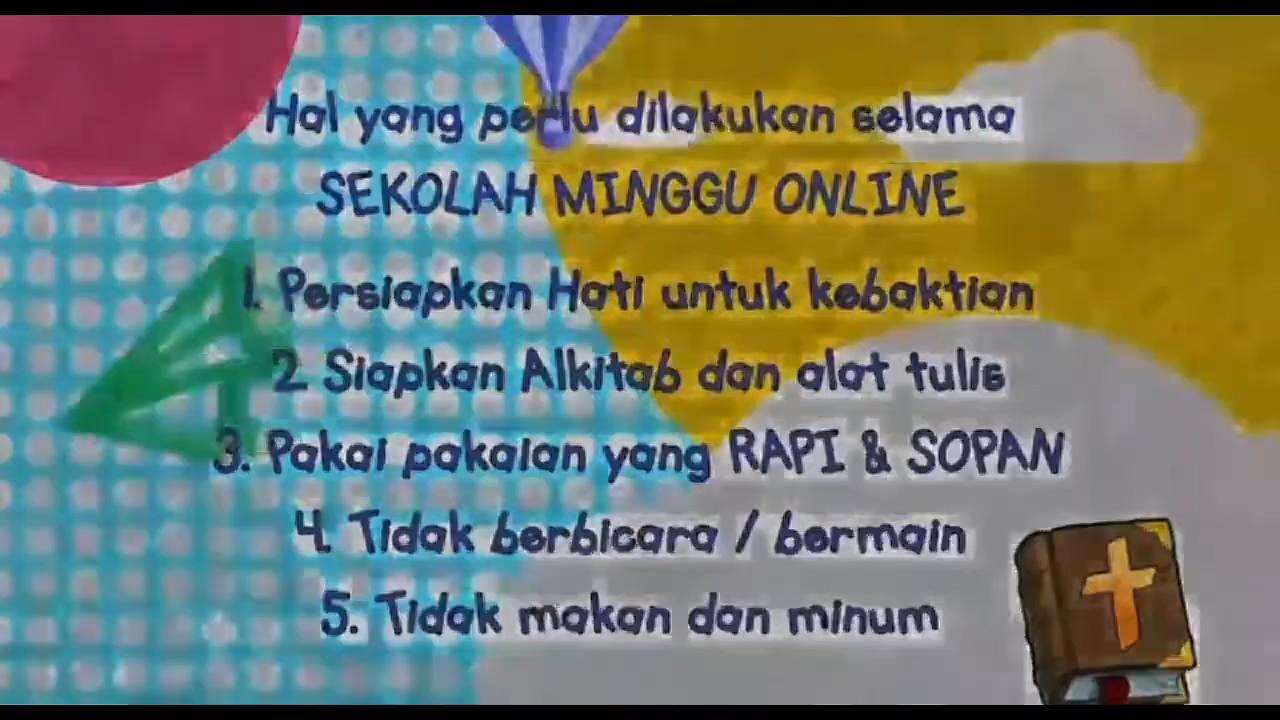 Hal yang perlu dilakukan selama
SEKOLAH MINGGU ONLINE
1. Persiapkan Hati untuk kebaktian
2. Siapkan Alkitab dan alat tulis
3. Pakai pakaian yang RAPI & SOPAN
4. Tidak berbicara / bermain
5. Tidak makan dan minum